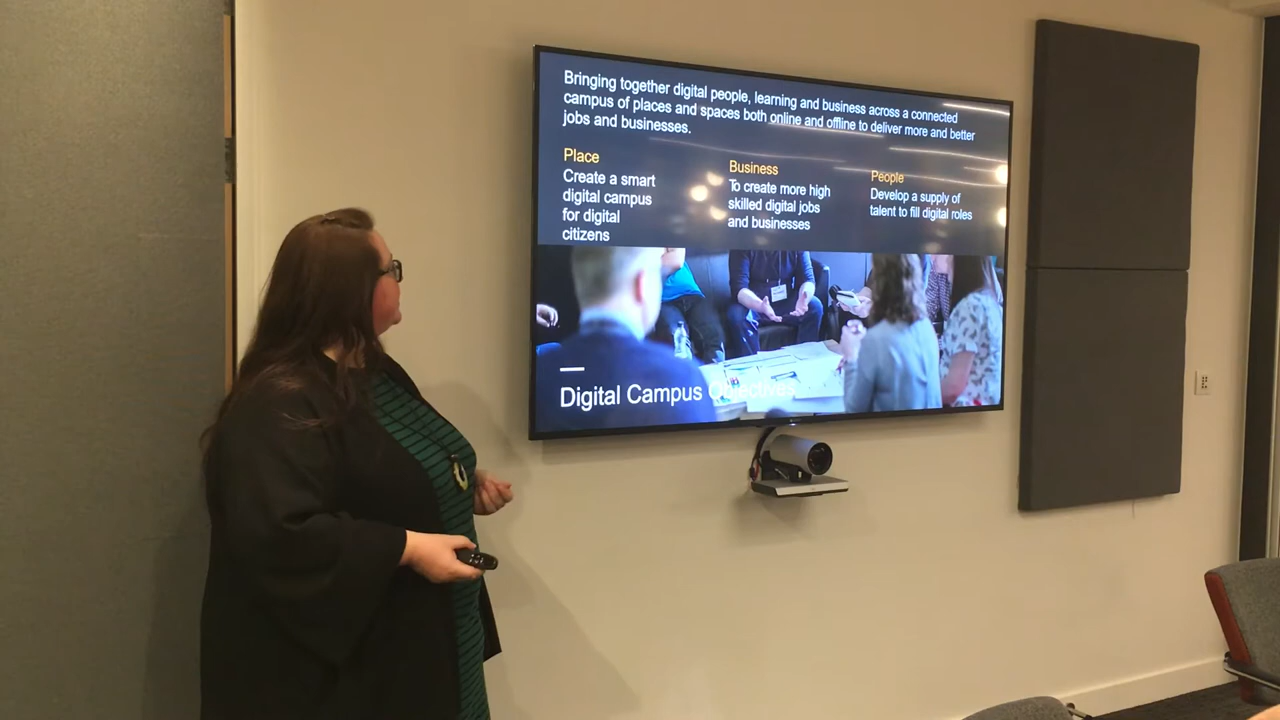 Bringing together digital people, learning and business across a connected
campus of places and spaces both online and offline to deliver more and better
jobs and businesses.
Place
Create a smart
digital campus
for digital
citizens
Business
To create more high
skilled digital jobs
and businesses
People
Develop a supply of
talent to fill digital roles
Digital Campus Objectives